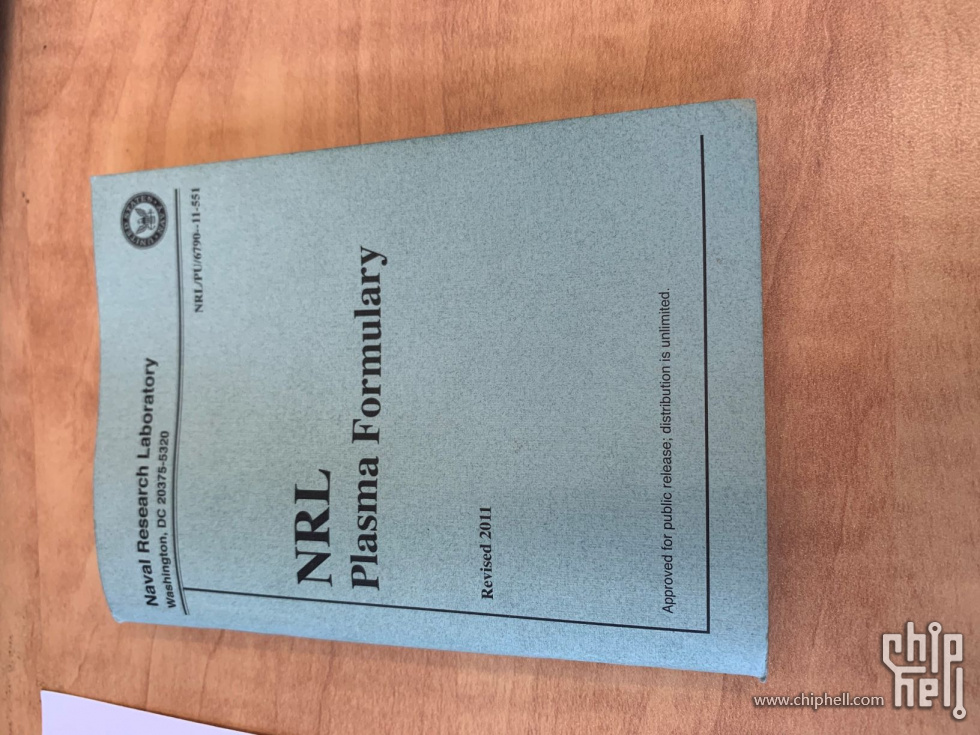 Naval Research Laboratory
Washington, DC 20375-5320
NRL/PU/6790--11-551
NRL
Plasma Formulary
Revised 2011
Approved for public release; distribution is unlimited.
www.chiphell.com
chip
hell